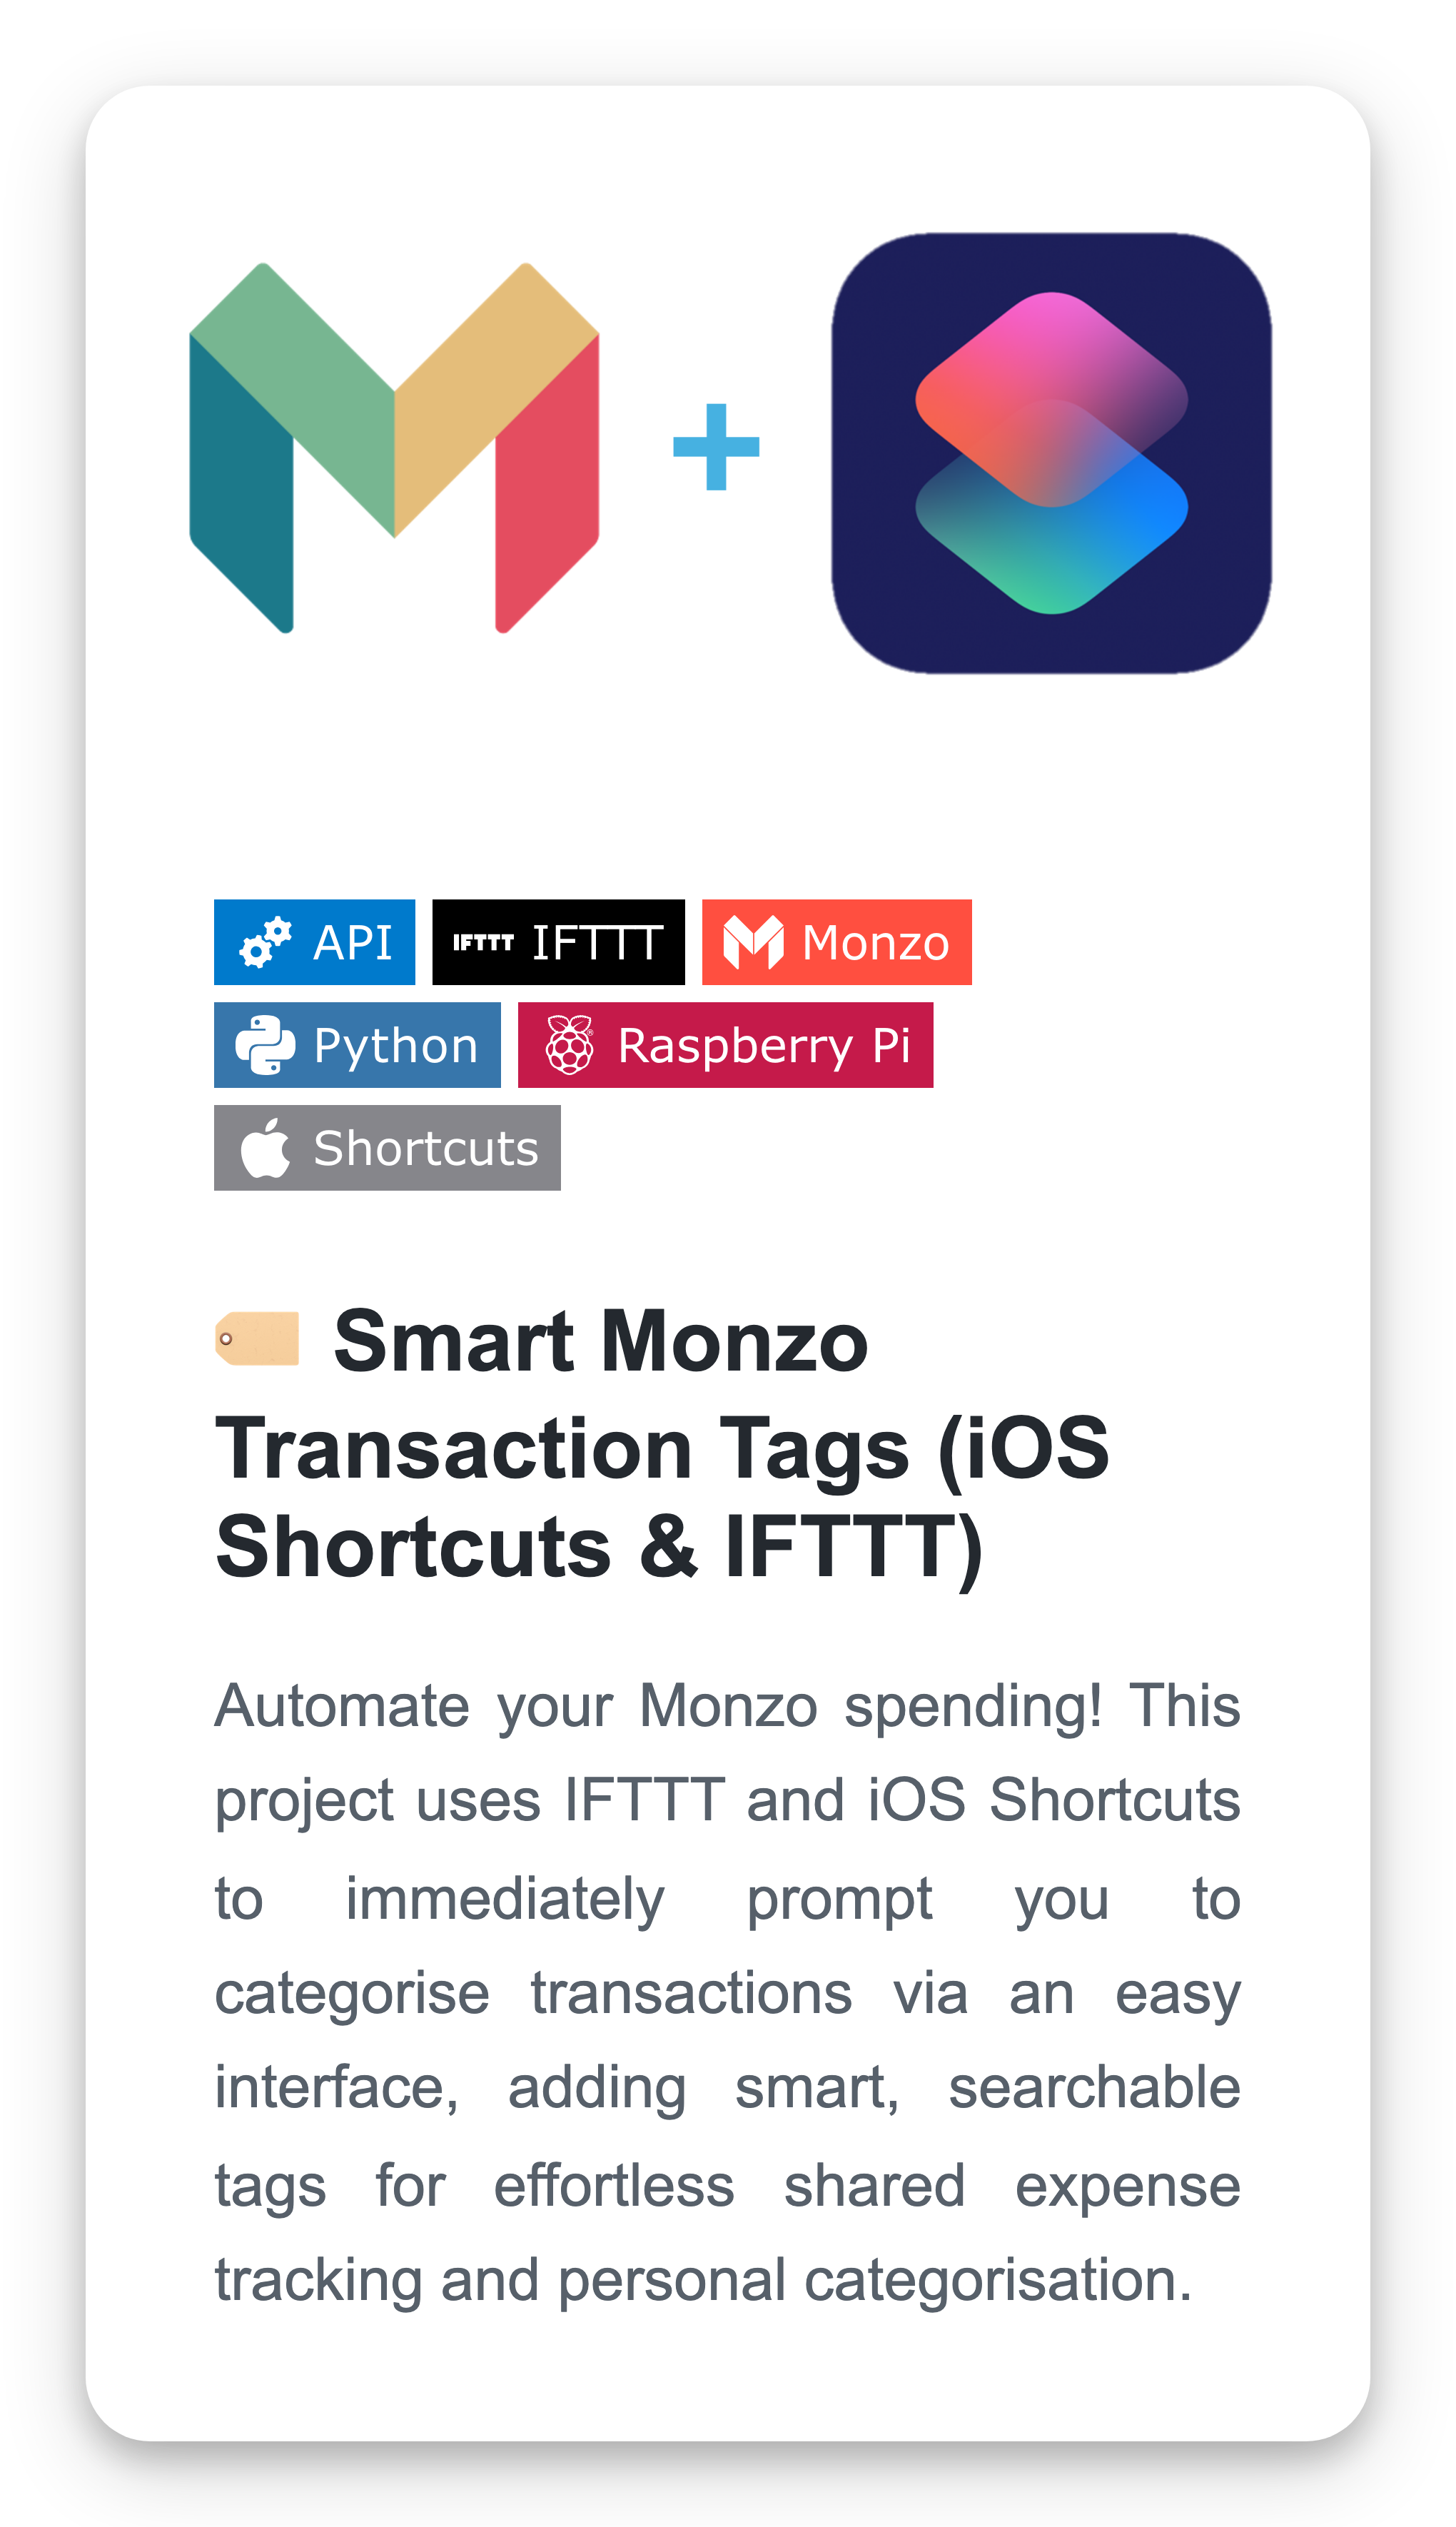 API IFTTT IFTTT Monzo
Python Raspberry Pi
Shortcuts
Smart Monzo
Transaction Tags (iOS
Shortcuts & IFTTT)
Automate your Monzo spending! This
project uses IFTTT and iOS Shortcuts
to immediately prompt you to
categorise transactions via an easy
interface, adding smart, searchable
tags for effortless shared expense
tracking and personal categorisation.